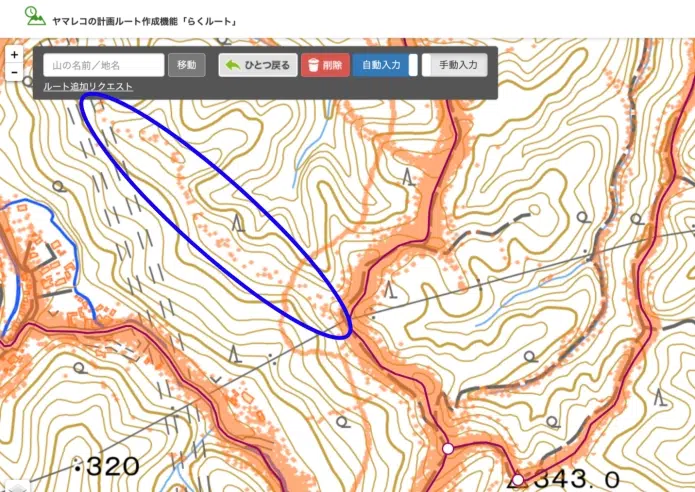 ヤマレコの計画ルート作成機能「らくルート」
+
山の名前／地名
移動
ひとつ戻る
削除
自動入力
手動入力
−
ルート追加リクエスト
320
343.0